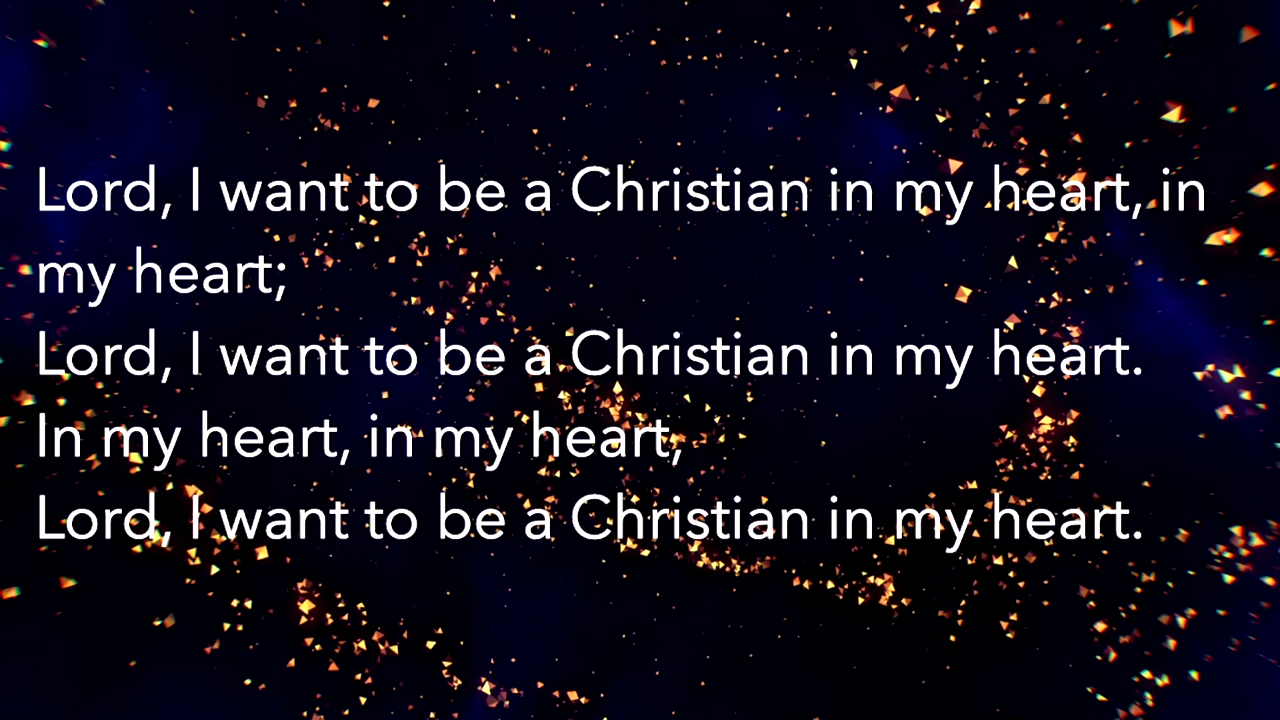 Lord, I want to be a Christian in my heart, in
my heart;
Lord, I want to be a Christian in my heart.
In my heart, in my heart,
Lord, I want to be a Christian in my heart.